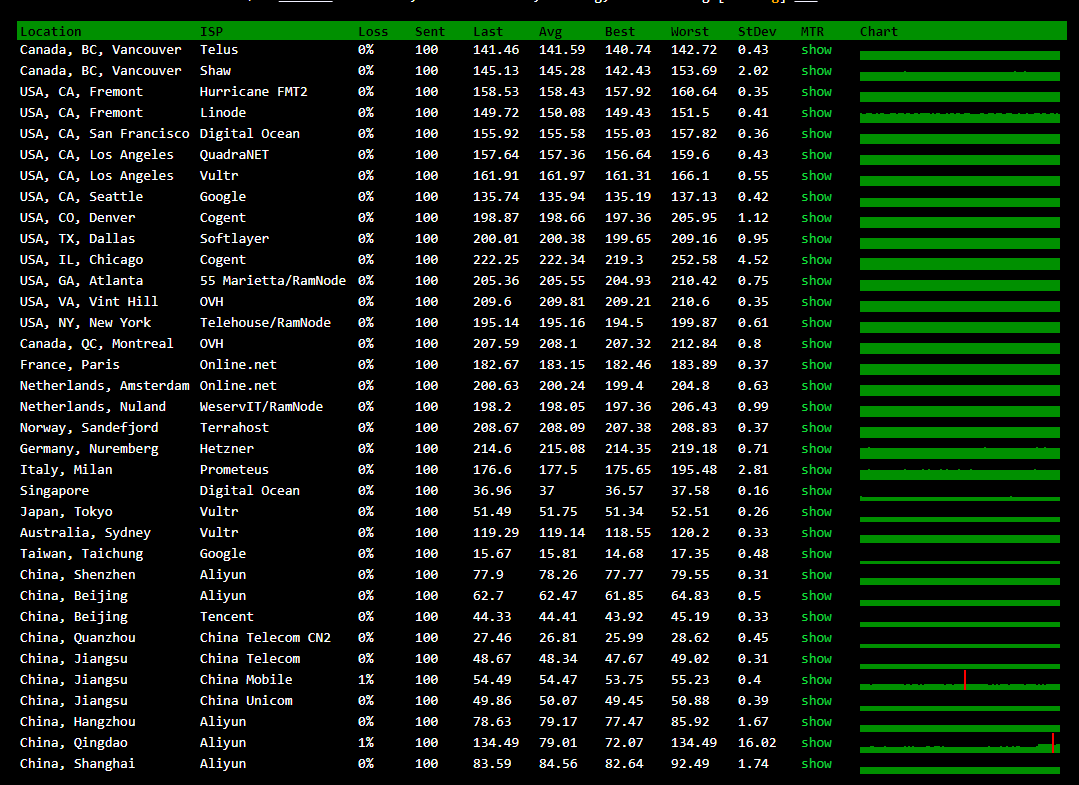 Location ISP Loss Sent Last Avg Best Worst StDev MTR Chart
Canada, BC, Vancouver Telus 0% 100 141.46 141.59 140.74 142.72 0.43 show
Canada, BC, Vancouver Shaw 0% 100 145.13 145.28 142.43 153.69 2.02 show
USA, CA, Fremont Hurricane FMT2 0% 100 158.53 158.43 157.92 160.64 0.35 show
USA, CA, Fremont Linode 0% 100 149.72 150.08 149.43 151.5 0.41 show
USA, CA, San Francisco Digital Ocean 0% 100 155.92 155.58 155.03 157.82 0.36 show
USA, CA, Los Angeles QuadraNET 0% 100 157.64 157.36 156.64 159.6 0.43 show
USA, CA, Los Angeles Vultr 0% 100 161.91 161.97 161.31 166.1 0.55 show
USA, CA, Seattle Google 0% 100 135.74 135.94 135.19 137.13 0.42 show
USA, CO, Denver Cogent 0% 100 198.87 198.66 197.36 205.95 1.12 show
USA, TX, Dallas Softlayer 0% 100 200.01 200.38 199.65 209.16 0.95 show
USA, IL, Chicago Cogent 0% 100 222.25 222.34 219.3 252.58 4.52 show
USA, GA, Atlanta 55 Marietta/RamNode 0% 100 205.36 205.55 204.93 210.42 0.75 show
USA, VA, Vint Hill OVH 0% 100 209.6 209.81 209.21 210.6 0.35 show
USA, NY, New York Telehouse/RamNode 0% 100 195.14 195.16 194.5 199.87 0.61 show
Canada, QC, Montreal OVH 0% 100 207.59 208.1 207.32 212.84 0.8 show
France, Paris Online.net 0% 100 182.67 183.15 182.46 183.89 0.37 show
Netherlands, Amsterdam Online.net 0% 100 200.63 200.24 199.4 204.8 0.63 show
Netherlands, Nuland WeservIT/RamNode 0% 100 198.2 198.05 197.36 206.43 0.99 show
Norway, Sandefjord Terrahost 0% 100 208.67 208.09 207.38 208.83 0.37 show
Germany, Nuremberg Hetzner 0% 100 214.6 215.08 214.35 219.18 0.71 show
Italy, Milan Prometeus 0% 100 176.6 177.5 175.65 195.48 2.81 show
Singapore Digital Ocean 0% 100 36.96 37 36.57 37.58 0.16 show
Japan, Tokyo Vultr 0% 100 51.49 51.75 51.34 52.51 0.26 show
Australia, Sydney Vultr 0% 100 119.29 119.14 118.55 120.2 0.33 show
Taiwan, Taichung Google 0% 100 15.67 15.81 14.68 17.35 0.48 show
China, Shenzhen Aliyun 0% 100 77.9 78.26 77.77 79.55 0.31 show
China, Beijing Aliyun 0% 100 62.7 62.47 61.85 64.83 0.5 show
China, Beijing Tencent 0% 100 44.33 44.41 43.92 45.19 0.33 show
China, Quanzhou China Telecom CN2 0% 100 27.46 26.81 25.99 28.62 0.45 show
China, Jiangsu China Telecom 0% 100 48.67 48.34 47.67 49.02 0.31 show
China, Jiangsu China Mobile 1% 100 54.49 54.47 53.75 55.23 0.4 show
China, Jiangsu China Unicom 0% 100 49.86 50.07 49.45 50.88 0.39 show
China, Hangzhou Aliyun 0% 100 78.63 79.17 77.47 85.92 1.67 show
China, Qingdao Aliyun 1% 100 134.49 79.01 72.07 134.49 16.02 show
China, Shanghai Aliyun 0% 100 83.59 84.56 82.64 92.49 1.74 show